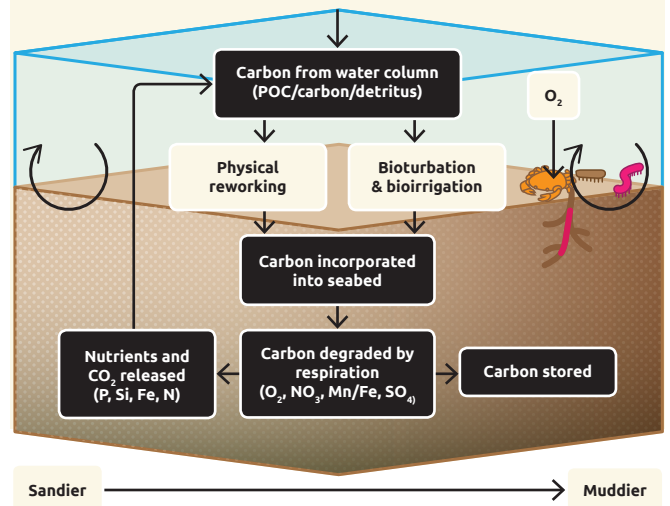 Carbon from water column
(POC/carbon/detritus)
O₂
Physical
reworking
Bioturbation
& bioirrigation
Carbon incorporated
into seabed
Nutrients and
CO₂ released
(P, Si, Fe, N)
Carbon degraded by
respiration
(O₂, NO₃, Mn/Fe, SO₄₎
Carbon stored
Sandier
Muddier